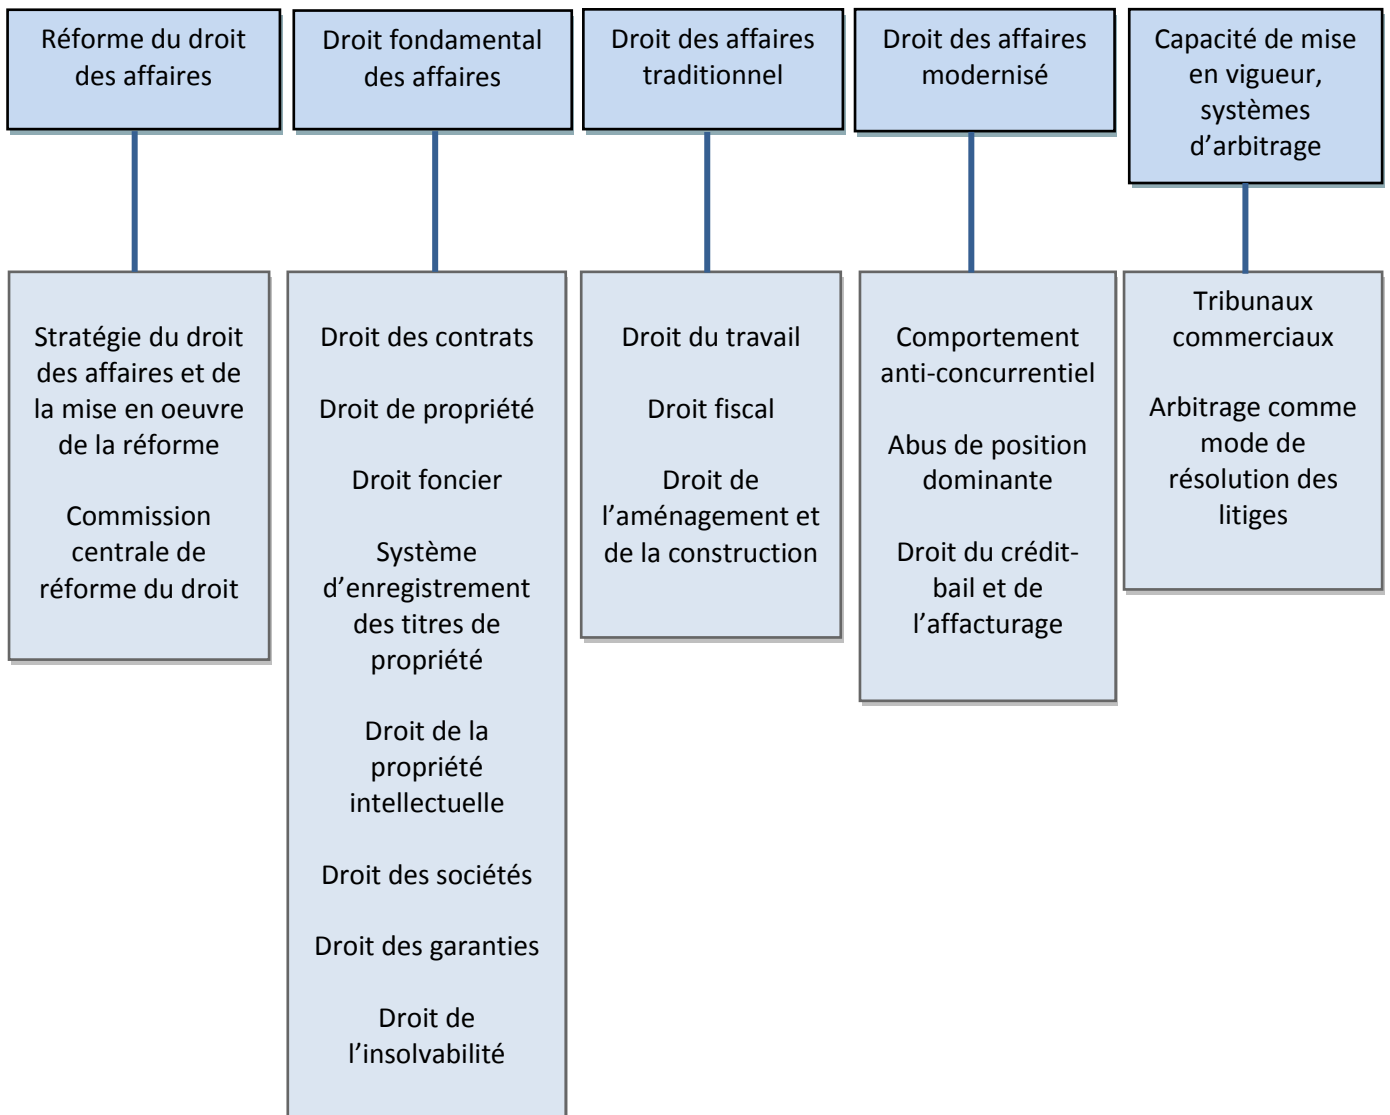 Réforme du droit
des affaires
Stratégie du droit
des affaires et de
la mise en oeuvre
de la réforme
Commission
centrale de
réforme du droit
Droit fondamental
des affaires
Droit des contrats
Droit de propriété
Droit foncier
Système
d’enregistrement
des titres de
propriété
Droit de la
propriété
intellectuelle
Droit des sociétés
Droit des garanties
Droit de
l’insolvabilité
Droit des affaires
traditionnel
Droit du travail
Droit fiscal
Droit de
l’aménagement et
de la construction
Droit des affaires
modernisé
Comportement
anti-concurrentiel
Abus de position
dominante
Droit du crédit-
bail et de
l’affacturage
Capacité de mise
en vigueur,
systèmes
d’arbitrage
Tribunaux
commerciaux
Arbitrage comme
mode de
résolution des
litiges